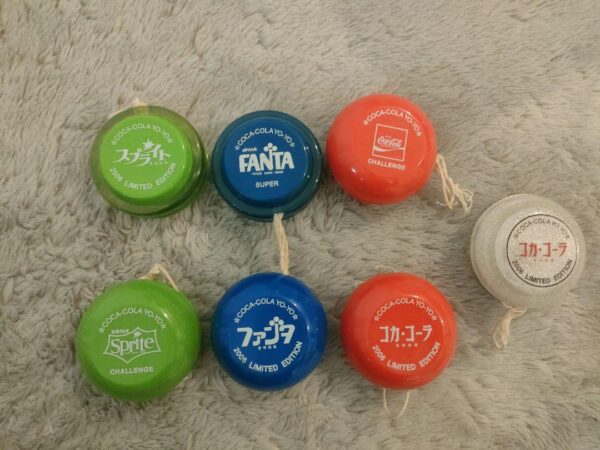 ☆COCA-COLA YO-YO☆
スプライト
2006 LIMITED EDITION
☆COCA-COLA YO-YO☆
FANTA
TRADE MARK REG®
SUPER
☆COCA-COLA YO-YO☆
Coca-Cola
CHALLENGE
☆COCA-COLA YO-YO☆
コカ・コーラ
2006 LIMITED EDITION
☆COCA-COLA YO-YO☆
Sprite
CHALLENGE
☆COCA-COLA YO-YO☆
ファンタ
2006 LIMITED EDITION
☆COCA-COLA YO-YO☆
コカ・コーラ
2006 LIMITED EDITION